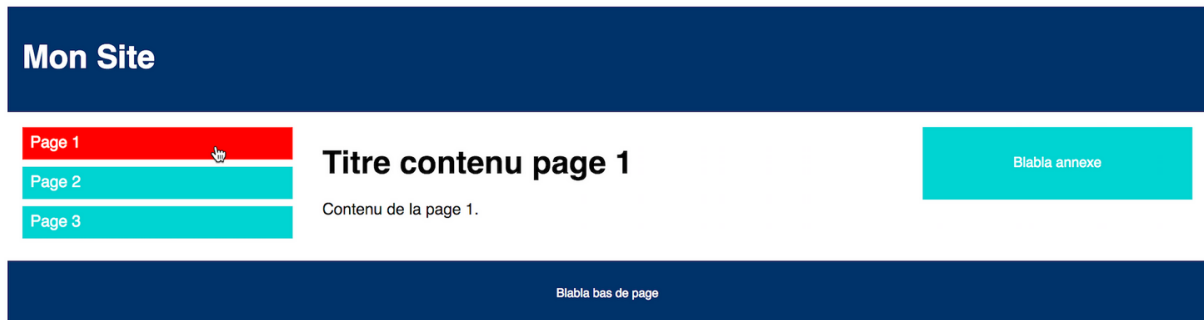 Mon Site
Page 1
Page 2
Page 3
Titre contenu page 1
Contenu de la page 1.
Blabla annexe
Blabla bas de page